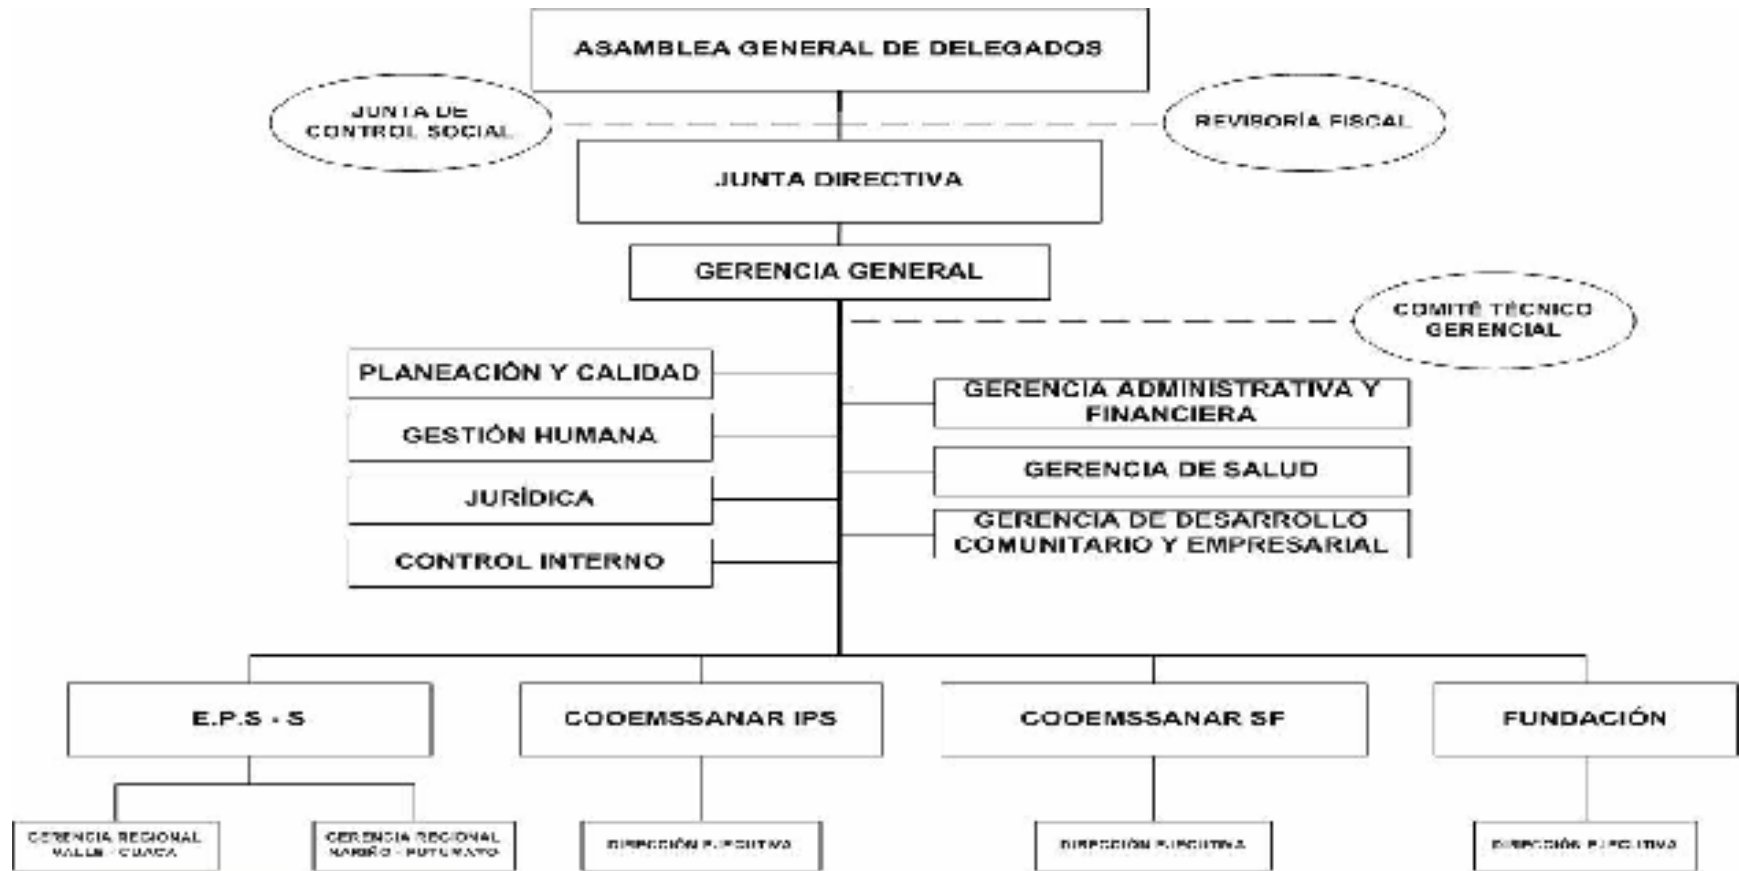 ASAMBLEA GENERAL DE DELEGADOS
JUNTA DE
CONTROL SOCIAL
REVISORÍA FISCAL
JUNTA DIRECTIVA
GERENCIA GENERAL
COMITÉ TÉCNICO
GERENCIAL
PLANEACIÓN Y CALIDAD
GERENCIA ADMINISTRATIVA Y
FINANCIERA
GESTIÓN HUMANA
GERENCIA DE SALUD
JURÍDICA
GERENCIA DE DESARROLLO
COMUNITARIO Y EMPRESARIAL
CONTROL INTERNO
E.P.S - S
COOEMSSANAR IPS
COOEMSSANAR SF
FUNDACIÓN
GERENCIA REGIONAL
VALLE - CUACA
GERENCIA REGIONAL
NARIÑO - PUTUMAYO
DIRECCIÓN EJECUTIVA
DIRECCIÓN EJECUTIVA
DIRECCIÓN EJECUTIVA